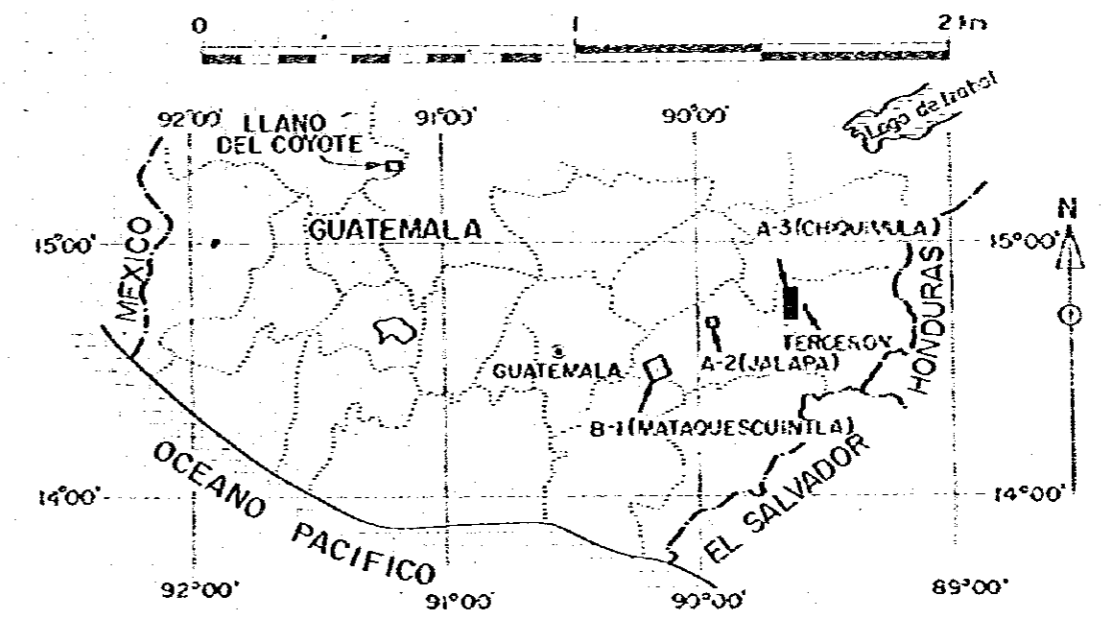 0 1 2
92°00' 91°00' 90°00'
Lago de Izabal
LLANO
DEL COYOTE
GUATEMALA
A-3 (CHIQUIMULA)
N
15°00'
15°00'
MEXICO
HONDURAS
TERCERON
GUATEMALA
A-2 (JALAPA)
B-1 (MATAQUESCUINTLA)
14°00'
14°00'
OCEANO PACIFICO
EL SALVADOR
92°00' 91°00' 90°00' 89°00'